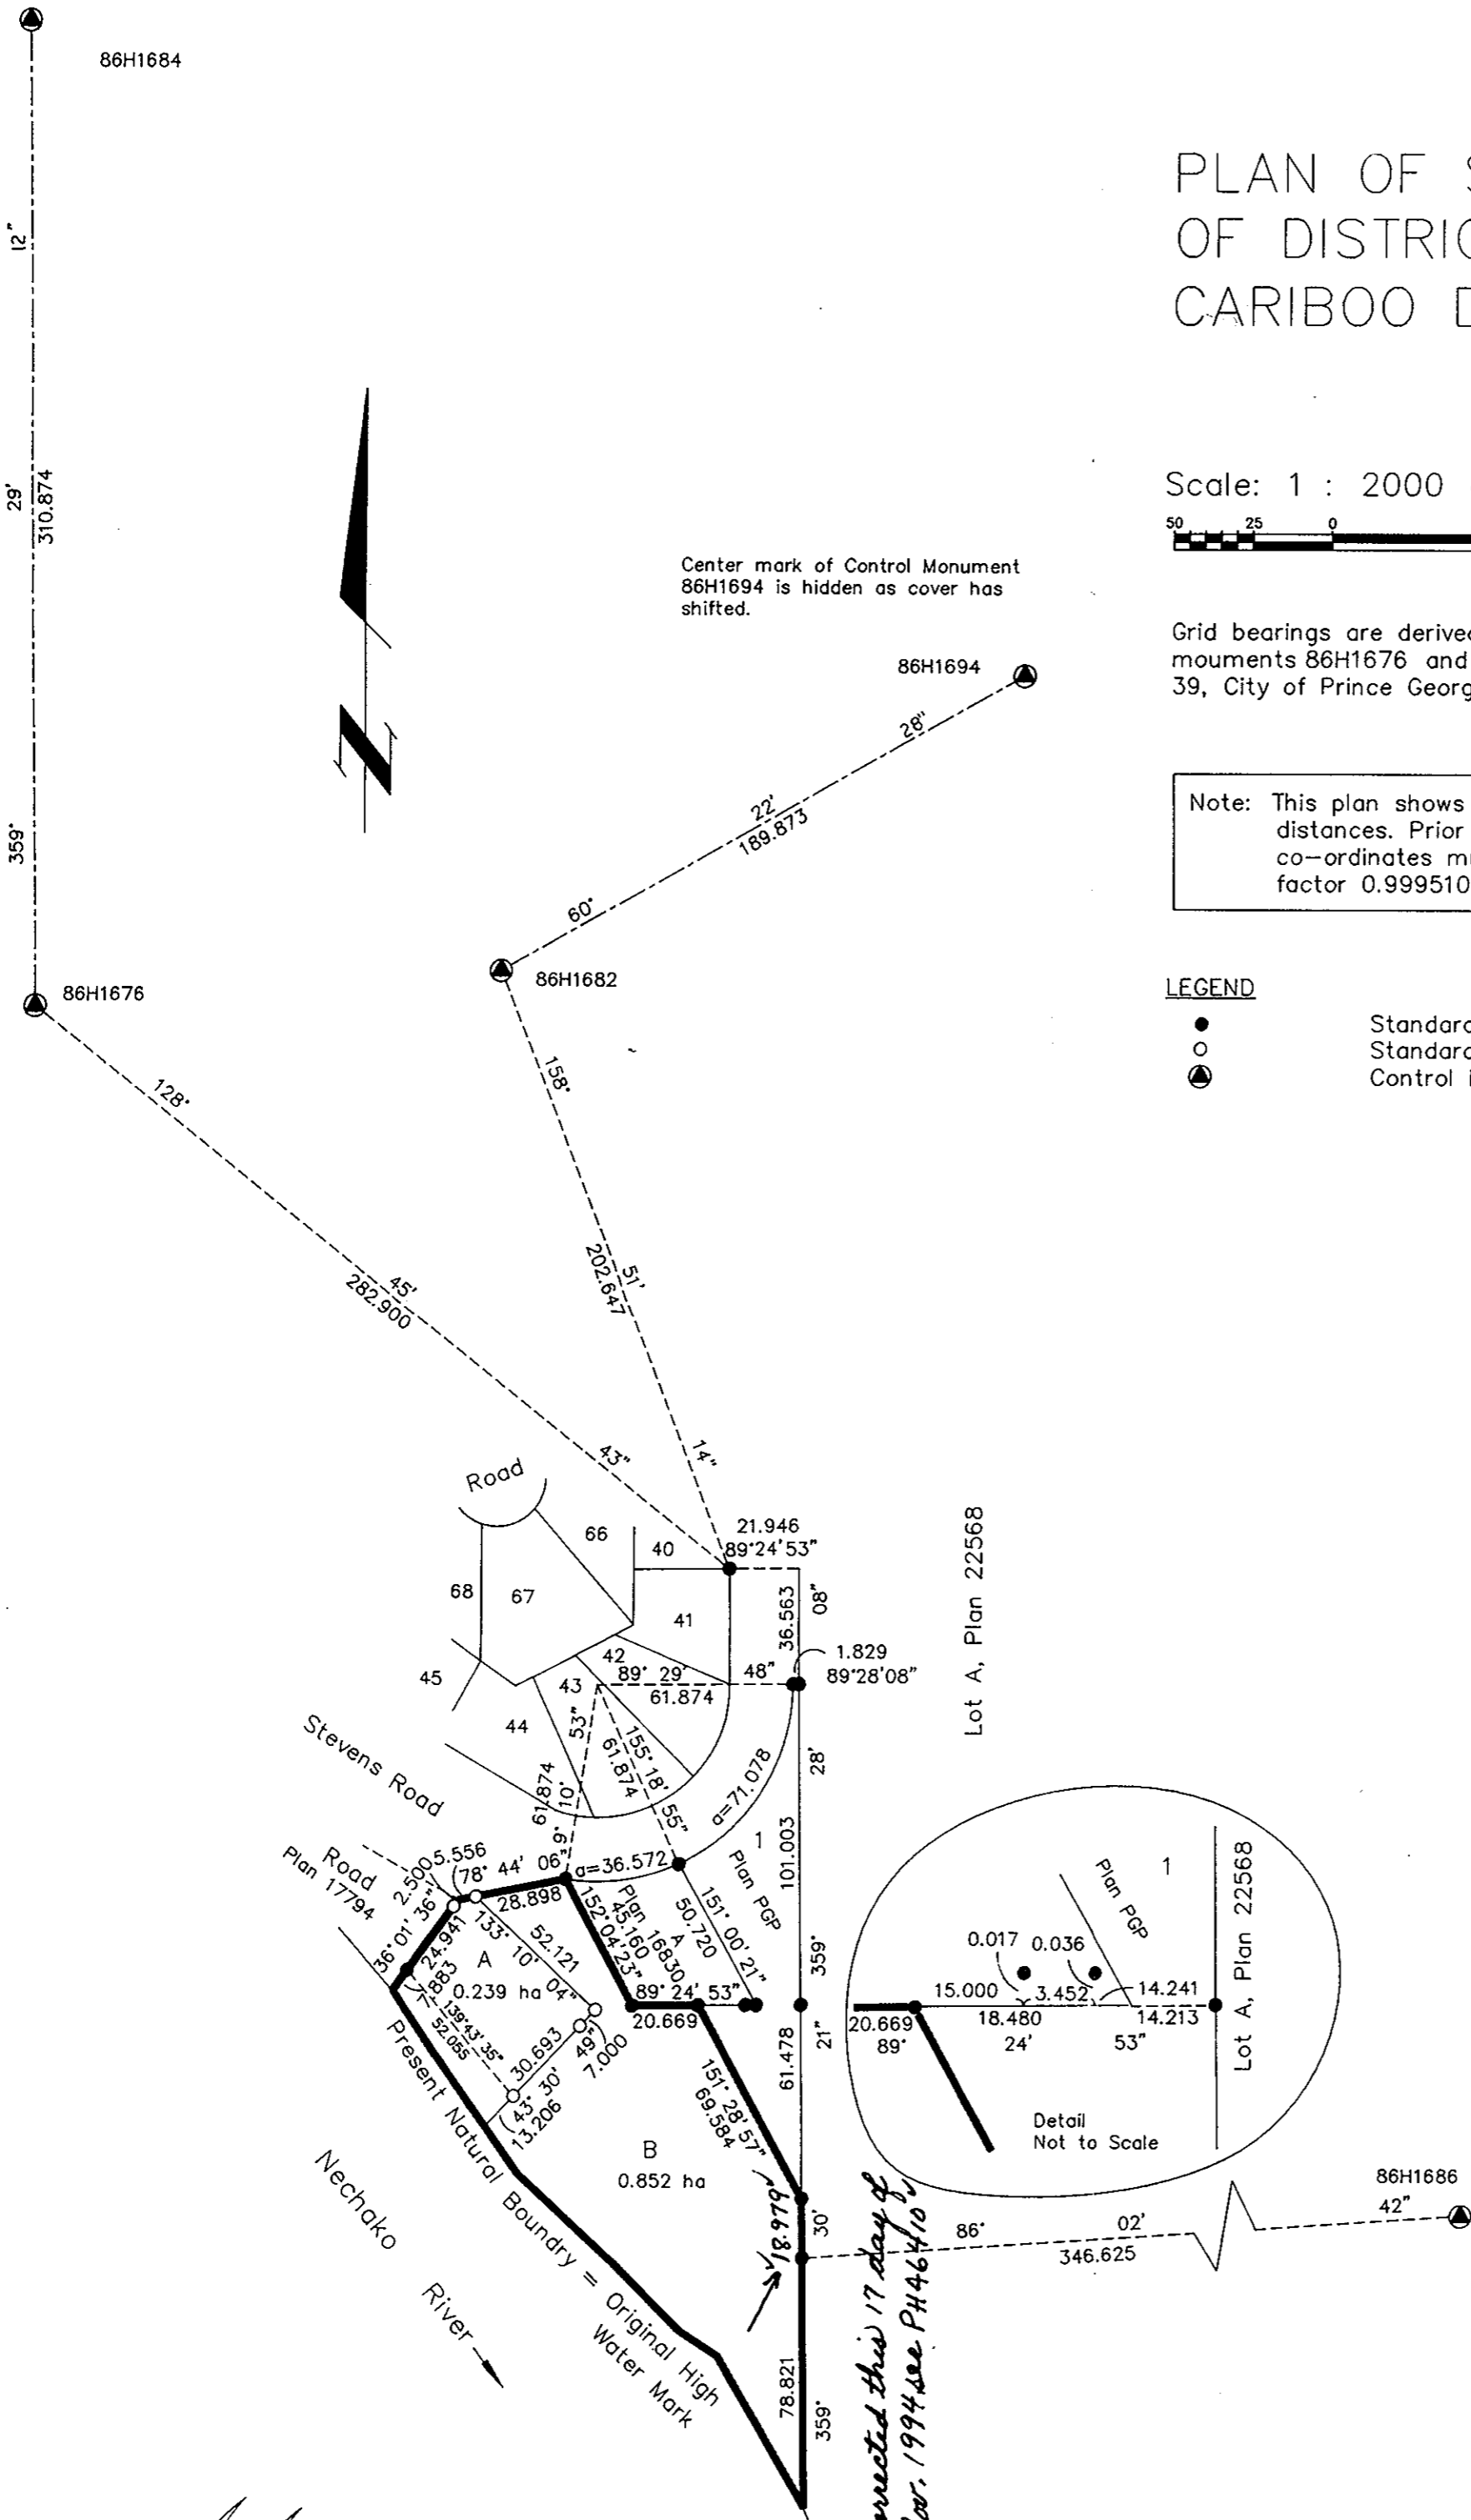 86H1684
12"
29'
310.874
359°
86H1676
PLAN OF
OF DISTRIC
CARIBOO D
Scale: 1 : 2000
50 25 0
Center mark of Control Monument
86H1694 is hidden as cover has
shifted.
Grid bearings are derived
mouments 86H1676 and
39, City of Prince Georg
86H1694
28"
22'
189.873
60°
86H1682
Note: This plan shows
distances. Prior
co-ordinates mu
factor 0.999510
LEGEND
Standard
Standard
Control
N
128°
45'
282.900
43"
158°
51'
202.647
14"
Road
66
40
21.946
89°24'53"
68
67
41
36.563
08"
42
1.829
89°28'08"
45
43
89° 29' 48"
61.874
44
53"
10'
9°
61.874
155° 18' 55"
61.874
a=71.078
28'
Lot A, Plan 22568
Stevens Road
Road
Plan 17794
2.500
5.556
78° 44' 06"
28.898
a=36.572
1
Plan PGP
101.003
359°
36° 01' 36"
24.941
7.883
133° 10' 04"
52.121
A
0.239 ha
152°04'23"
45.160
Plan 16830
A
50.720
151° 00' 21"
89° 24' 53"
20.669
139°43'35"
52.055
30.693
49"
7.000
43° 30'
13.206
Present Natural Boundry = Original High
Water Mark
151° 28' 57"
69.584
61.478
21"
B
0.852 ha
18.979
30'
86° 02' 42"
346.625
86H1686
78.821
359°
Nechako
River
1
Plan PGP
0.017 0.036
15.000 3.452 14.241
20.669 18.480 14.213
89° 24' 53"
Lot A, Plan 22568
Detail
Not to Scale
rrected this 17 day of
ov. 1994 see PH46410